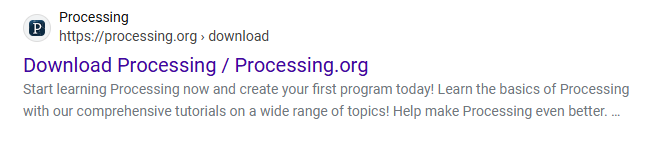 Processing
https://processing.org › download
Download Processing / Processing.org
Start learning Processing now and create your first program today! Learn the basics of Processing
with our comprehensive tutorials on a wide range of topics! Help make Processing even better. ...